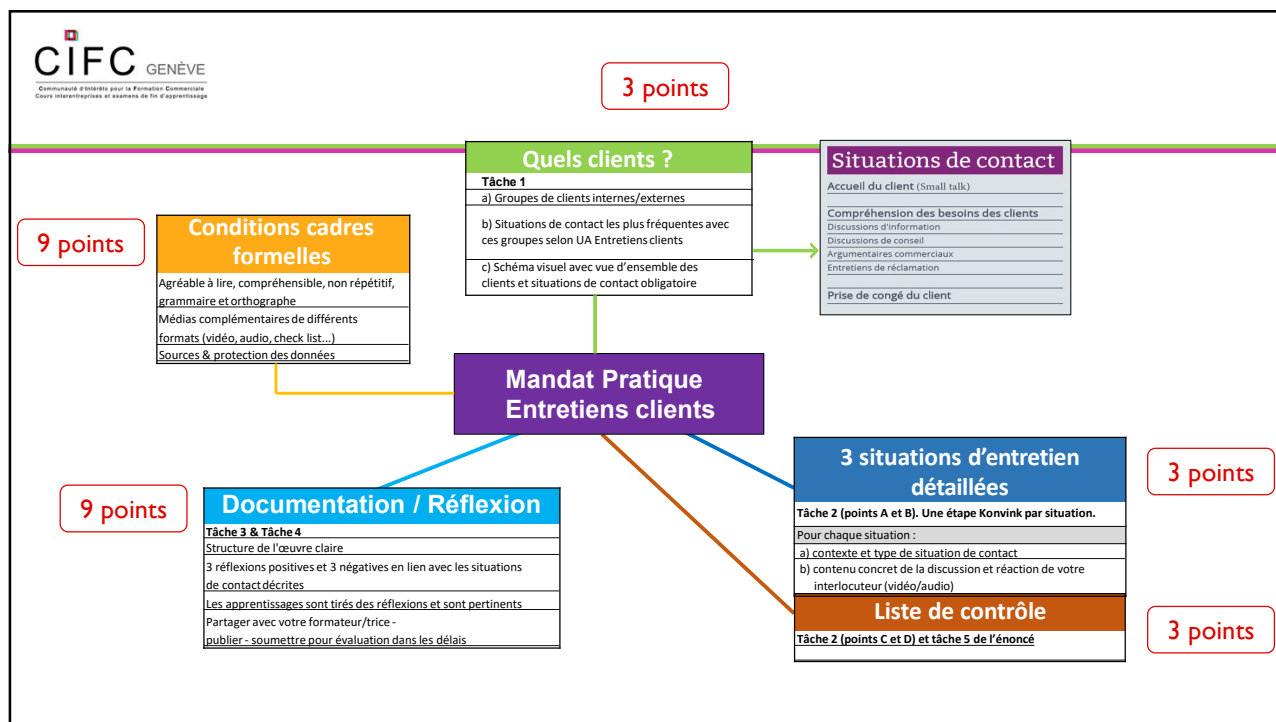 CIFC GENÈVE
Communauté d'Intérêts pour la Formation Commerciale
Cours interentreprises et examens de fin d'apprentissage
3 points
Quels clients ?
Tâche 1
a) Groupes de clients internes/externes
b) Situations de contact les plus fréquentes avec
ces groupes selon UA Entretiens clients
c) Schéma visuel avec vue d'ensemble des
clients et situations de contact obligatoire
Situations de contact
Accueil du client (Small talk)
Compréhension des besoins des clients
Discussions d'information
Discussions de conseil
Argumentaires commerciaux
Entretiens de réclamation
Prise de congé du client
9 points
Conditions cadres
formelles
Agréable à lire, compréhensible, non répétitif,
grammaire et orthographe
Médias complémentaires de différents
formats (vidéo, audio, check list...)
Sources & protection des données
Mandat Pratique
Entretiens clients
9 points
Documentation / Réflexion
Tâche 3 & Tâche 4
Structure de l'œuvre claire
3 réflexions positives et 3 négatives en lien avec les situations
de contact décrites
Les apprentissages sont tirés des réflexions et sont pertinents
Partager avec votre formateur/trice -
publier - soumettre pour évaluation dans les délais
3 situations d'entretien
détaillées
Tâche 2 (points A et B). Une étape Konvink par situation.
Pour chaque situation :
a) contexte et type de situation de contact
b) contenu concret de la discussion et réaction de votre
interlocuteur (vidéo/audio)
3 points
Liste de contrôle
Tâche 2 (points C et D) et tâche 5 de l'énoncé
3 points